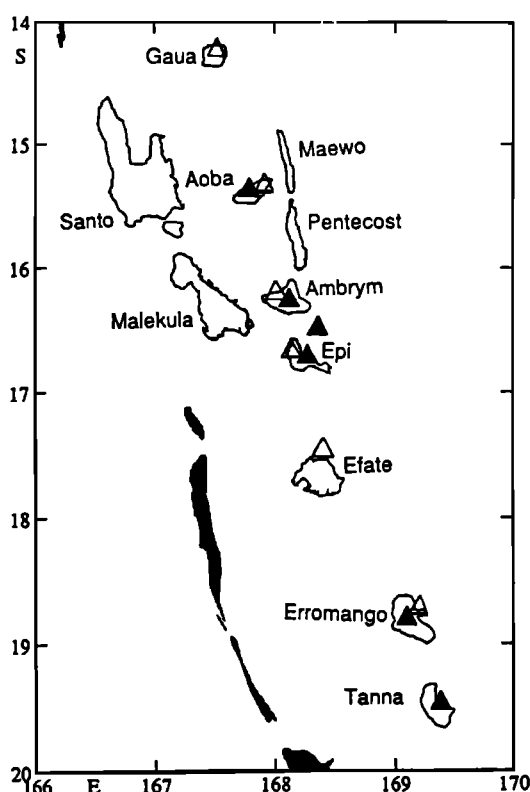 14
S
Gaua
15
Maewo
Aoba
Santo
Pentecost
16
Ambrym
Malekula
Epi
17
Efate
18
Erromango
19
Tanna
20
166 E 167 168 169 170